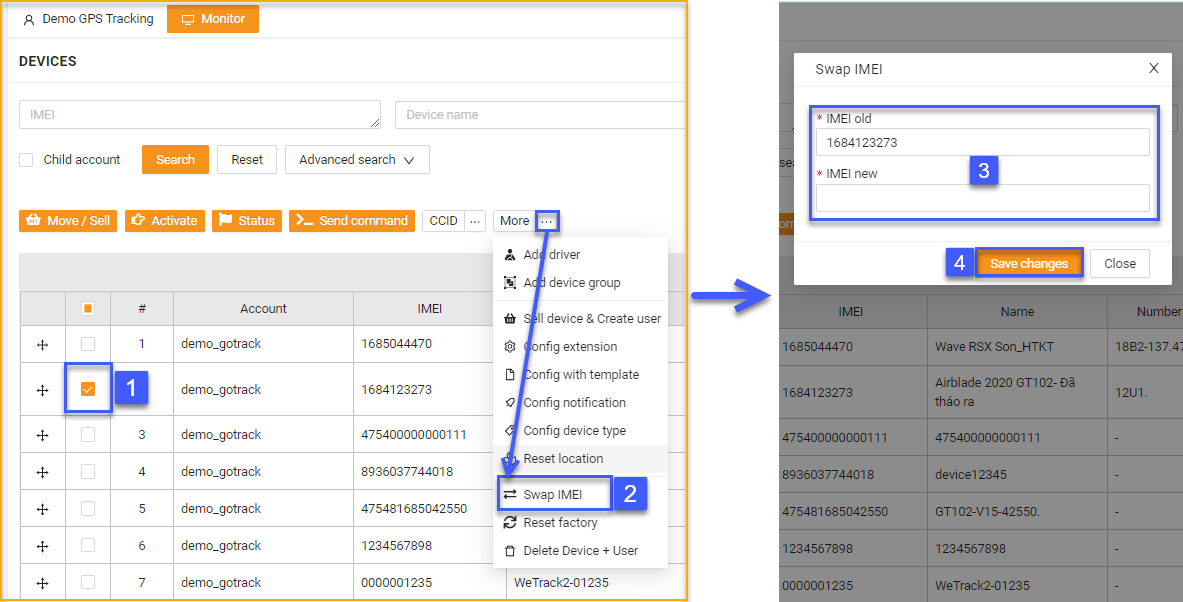 Demo GPS Tracking
Monitor
DEVICES
IMEI
Device name
Child account
Search
Reset
Advanced search
Move / Sell
Activate
Status
Send command
CCID
...
More
...
Add driver
Add device group
Sell device & Create user
Config extension
Config with template
Config notification
Config device type
Reset location
Swap IMEI
2
Reset factory
Delete Device + User
# Account IMEI
1 demo_gotrack 1685044470
1 demo_gotrack 1684123273
3 demo_gotrack 475400000000111
4 demo_gotrack 8936037744018
5 demo_gotrack 475481685042550
6 demo_gotrack 1234567898
7 demo_gotrack 0000001235 WeTrack2-01235
Swap IMEI
X
* IMEI old
1684123273
3
* IMEI new
4
Save changes
Close
IMEI Name Number
1685044470 Wave RSX Son_HTKT 18B2-137.47
1684123273 Airblade 2020 GT102- Đã
tháo ra
12U1.
475400000000111 475400000000111 -
8936037744018 device12345 -
475481685042550 GT102-V15-42550. -
1234567898 1234567898 -
0000001235 WeTrack2-01235 -